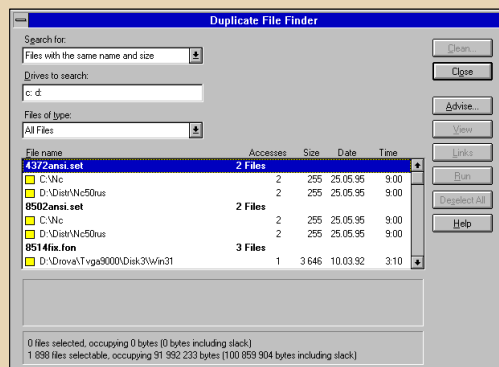 Duplicate File Finder
Search for:
Files with the same name and size
Drives to search:
c: d:
Files of type:
All Files
Clean...
Close
Advise...
View
Links
Run
Deselect All
Help
File name Accesses Size Date Time
4372ansi.set 2 Files
C:\Nc 2 255 25.05.95 9:00
D:\Distr\Nc50rus 2 255 25.05.95 9:00
8502ansi.set 2 Files
C:\Nc 2 255 25.05.95 9:00
D:\Distr\Nc50rus 2 255 25.05.95 9:00
8514fix.fon 3 Files
D:\Drova\Tvga9000\Disk3\Win31 1 3 646 10.03.92 3:10
0 files selected, occupying 0 bytes (0 bytes including slack)
1 898 files selectable, occupying 91 992 233 bytes (100 859 904 bytes including slack)